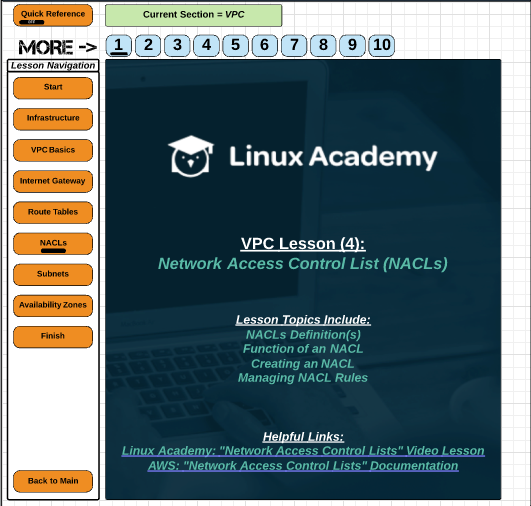 Quick Reference
OFF
Current Section = VPC
MORE ->
1 2 3 4 5 6 7 8 9 10
Lesson Navigation
Start
Infrastructure
VPC Basics
Internet Gateway
Route Tables
NACLs
Subnets
Availability Zones
Finish
Back to Main
Linux Academy
VPC Lesson (4):
Network Access Control List (NACLs)
Lesson Topics Include:
NACLs Definition(s)
Function of an NACL
Creating an NACL
Managing NACL Rules
Helpful Links:
Linux Academy: "Network Access Control Lists" Video Lesson
AWS: "Network Access Control Lists" Documentation